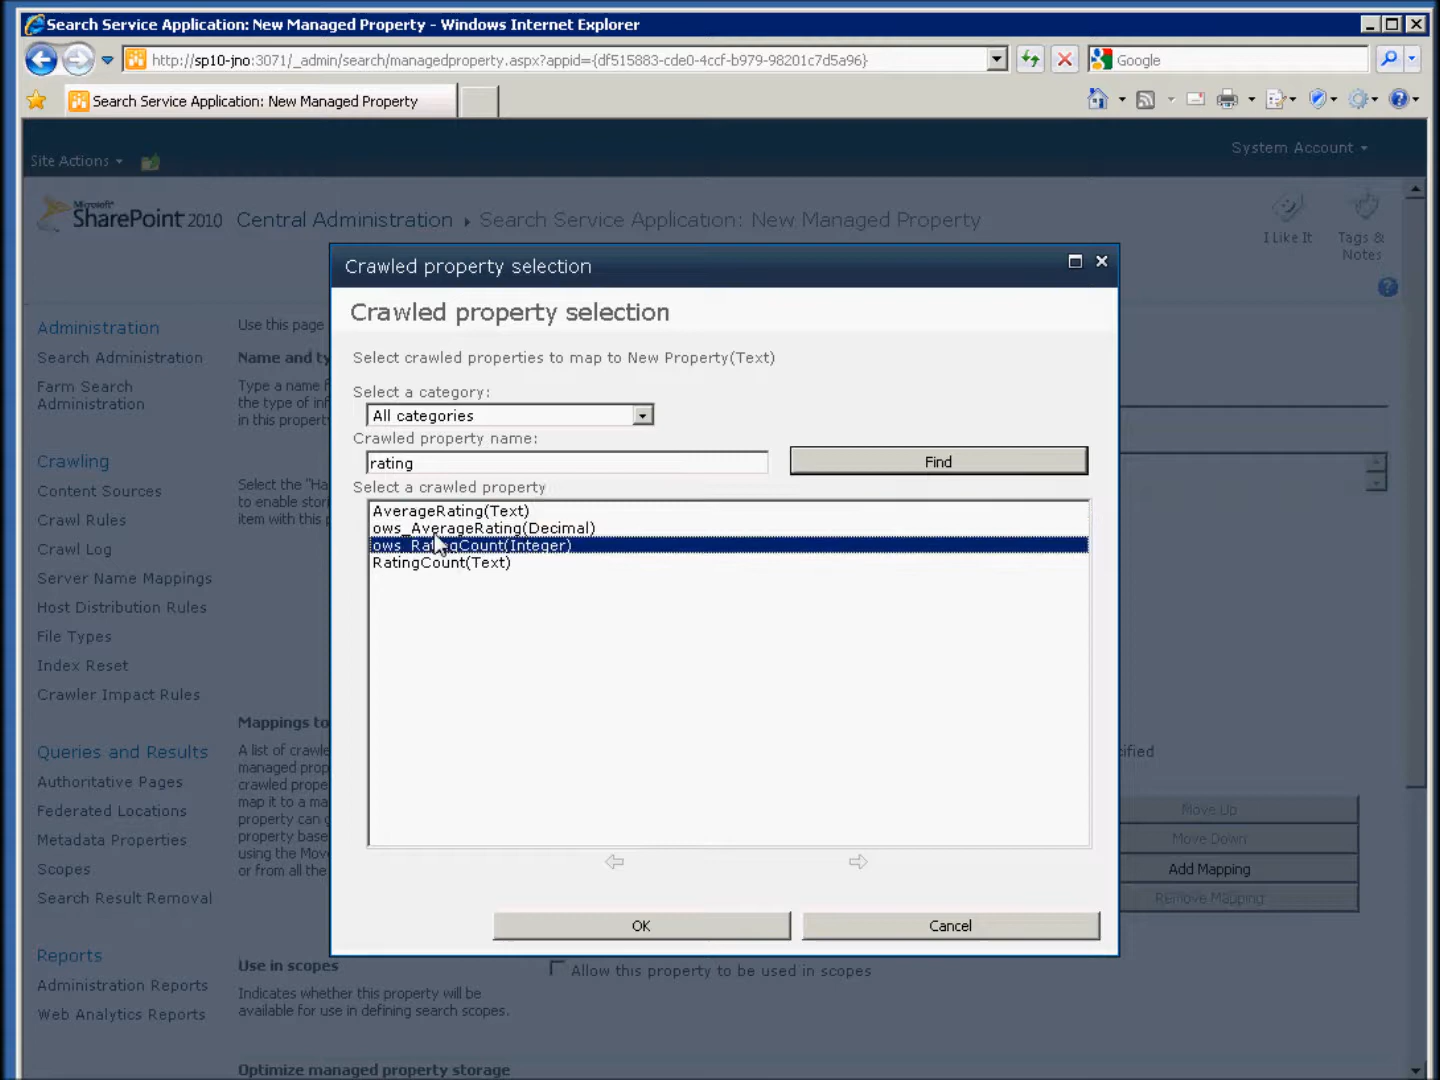 Search Service Application: New Managed Property - Windows Internet Explorer
http://sp10-jno:3071/_admin/search/managedproperty.aspx?appid={df515883-cde0-4ccf-b979-98201c7d5a96}
Google
Search Service Application: New Managed Property
Site Actions
System Account
Microsoft
SharePoint 2010
Central Administration
Search Service Application: New Managed Property
I Like It
Tags &
Notes
Crawled property selection
Crawled property selection
Select crawled properties to map to New Property(Text)
Select a category:
All categories
Crawled property name:
rating
Find
Select a crawled property
AverageRating(Text)
ows_AverageRating(Decimal)
ows_RatingCount(Integer)
RatingCount(Text)
OK
Cancel
Administration
Search Administration
Farm Search
Administration
Crawling
Content Sources
Crawl Rules
Crawl Log
Server Name Mappings
Host Distribution Rules
File Types
Index Reset
Crawler Impact Rules
Queries and Results
Authoritative Pages
Federated Locations
Metadata Properties
Scopes
Search Result Removal
Reports
Administration Reports
Web Analytics Reports
Use this page
Name and ty
Type a name f
the type of inf
in this property
Select the "Ha
to enable stor
item with this p
Mappings to
A list of crawle
managed prop
crawled prope
map it to a ma
property can g
property base
using the Mov
or from all the
ified
Move Up
Move Down
Add Mapping
Remove Mapping
Use in scopes
Indicates whether this property will be
available for use in defining search scopes.
Allow this property to be used in scopes
Optimize managed property storage